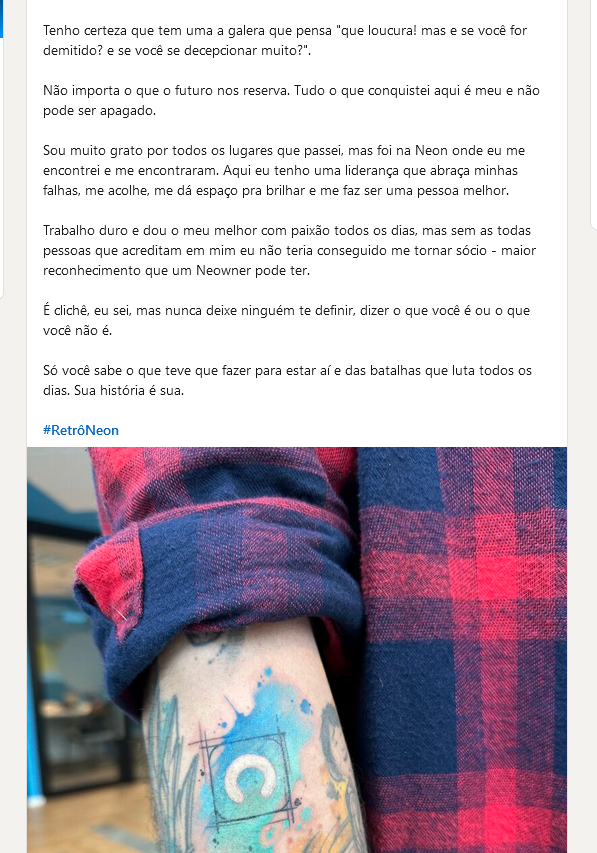 Tenho certeza que tem uma a galera que pensa "que loucura! mas e se você for
demitido? e se você se decepcionar muito?".
Não importa o que o futuro nos reserva. Tudo o que conquistei aqui é meu e não
pode ser apagado.
Sou muito grato por todos os lugares que passei, mas foi na Neon onde eu me
encontrei e me encontraram. Aqui eu tenho uma liderança que abraça minhas
falhas, me acolhe, me dá espaço pra brilhar e me faz ser uma pessoa melhor.
Trabalho duro e dou o meu melhor com paixão todos os dias, mas sem as todas
pessoas que acreditam em mim eu não teria conseguido me tornar sócio - maior
reconhecimento que um Neowner pode ter.
É clichê, eu sei, mas nunca deixe ninguém te definir, dizer o que você é ou o que
você não é.
Só você sabe o que teve que fazer para estar aí e das batalhas que luta todos os
dias. Sua história é sua.
#RetrôNeon